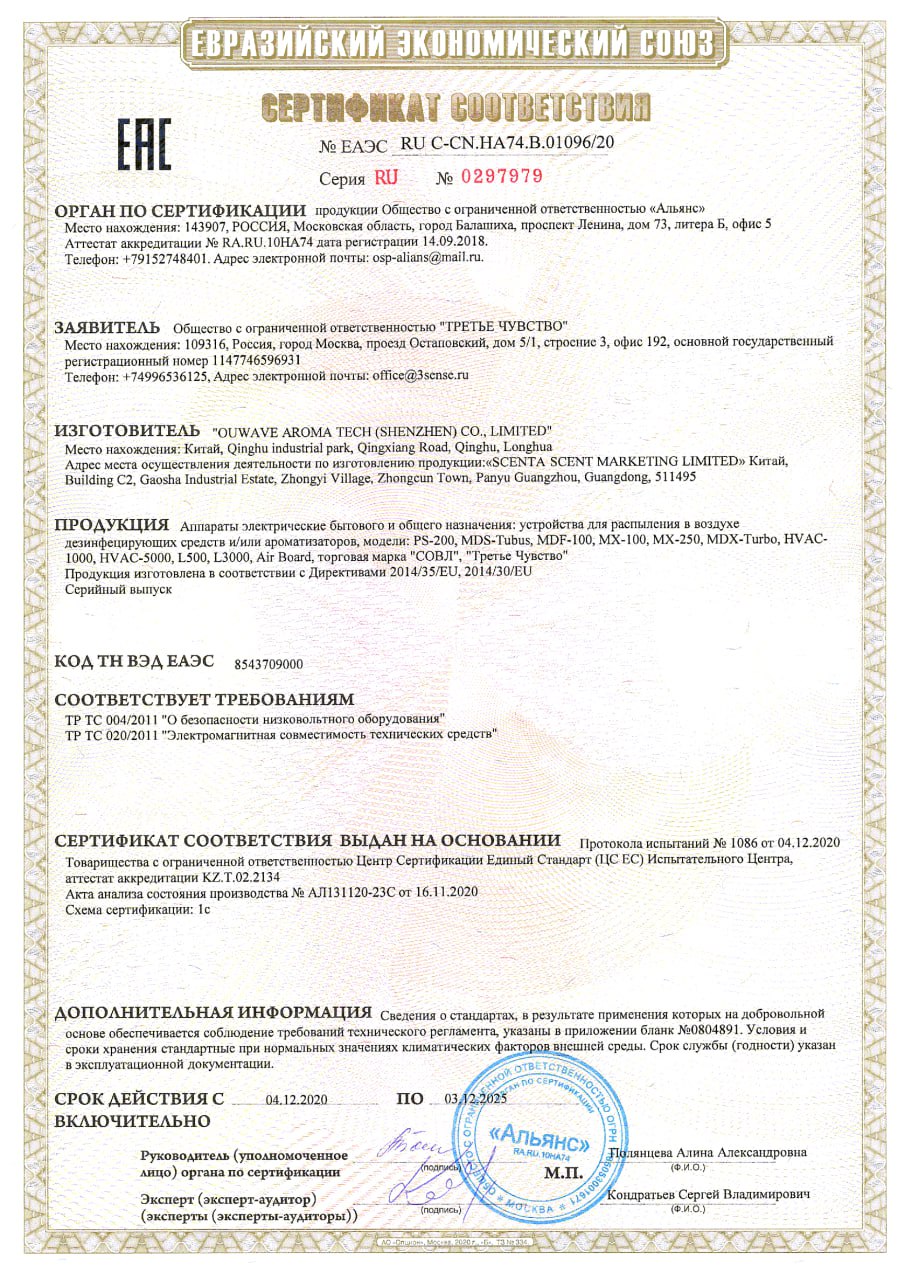 ЕВРАЗИЙСКИЙ ЭКОНОМИЧЕСКИЙ СОЮЗ
СЕРТИФИКАТ СООТВЕТСТВИЯ
EAC
№ ЕАЭС RU C-CN.НА74.В.01096/20
Серия RU № 0297979
ОРГАН ПО СЕРТИФИКАЦИИ продукции Общество с ограниченной ответственностью «Альянс»
Место нахождения: 143907, РОССИЯ, Московская область, город Балашиха, проспект Ленина, дом 73, литера Б, офис 5
Аттестат аккредитации № RA.RU.10НА74 дата регистрации 14.09.2018.
Телефон: +79152748401. Адрес электронной почты: osp-alians@mail.ru.
ЗАЯВИТЕЛЬ Общество с ограниченной ответственностью "ТРЕТЬЕ ЧУВСТВО"
Место нахождения: 109316, Россия, город Москва, проезд Остаповский, дом 5/1, строение 3, офис 192, основной государственный
регистрационный номер 1147746596931
Телефон: +74996536125, Адрес электронной почты: office@3sense.ru
ИЗГОТОВИТЕЛЬ "OUWAVE AROMA TECH (SHENZHEN) CO., LIMITED"
Место нахождения: Китай, Qinghu industrial park, Qingxiang Road, Qinghu, Longhua
Адрес места осуществления деятельности по изготовлению продукции:«SCENTA SCENT MARKETING LIMITED» Китай,
Building C2, Gaosha Industrial Estate, Zhongyi Village, Zhongcun Town, Panyu Guangzhou, Guangdong, 511495
ПРОДУКЦИЯ Аппараты электрические бытового и общего назначения: устройства для распыления в воздухе
дезинфецирующих средств и/или ароматизаторов, модели: PS-200, MDS-Tubus, MDF-100, MX-100, MX-250, MDX-Turbo, HVAC-
1000, HVAC-5000, L500, L3000, Air Board, торговая марка "СОВЛ", "Третье Чувство"
Продукция изготовлена в соответствии с Директивами 2014/35/EU, 2014/30/EU
Серийный выпуск
КОД ТН ВЭД ЕАЭС 8543709000
СООТВЕТСТВУЕТ ТРЕБОВАНИЯМ
ТР ТС 004/2011 "О безопасности низковольтного оборудования"
ТР ТС 020/2011 "Электромагнитная совместимость технических средств"
СЕРТИФИКАТ СООТВЕТСТВИЯ ВЫДАН НА ОСНОВАНИИ Протокола испытаний № 1086 от 04.12.2020
Товарищества с ограниченной ответственностью Центр Сертификации Единый Стандарт (ЦС ЕС) Испытательного Центра,
аттестат аккредитации KZ.T.02.2134
Акта анализа состояния производства № АЛ131120-23С от 16.11.2020
Схема сертификации: 1с
ДОПОЛНИТЕЛЬНАЯ ИНФОРМАЦИЯ Сведения о стандартах, в результате применения которых на добровольной
основе обеспечивается соблюдение требований технического регламента, указаны в приложении бланк №0804891. Условия и
сроки хранения стандартные при нормальных значениях климатических факторов внешней среды. Срок службы (годности) указан
в эксплуатационной документации.
СРОК ДЕЙСТВИЯ С 04.12.2020 ПО 03.12.2025
ВКЛЮЧИТЕЛЬНО
Руководитель (уполномоченное
лицо) органа по сертификации
(подпись)
Полянцева Алина Александровна
(Ф.И.О.)
М.П.
Эксперт (эксперт-аудитор)
(эксперты (эксперты-аудиторы))
(подпись)
Кондратьев Сергей Владимирович
(Ф.И.О.)
ОРГАН ПО СЕРТИФИКАЦИИ
«АЛЬЯНС»
RA.RU.10НА74
МОСКВА
АО «Опцион», Москва, 2020 г., «Б», ТЗ № 334.